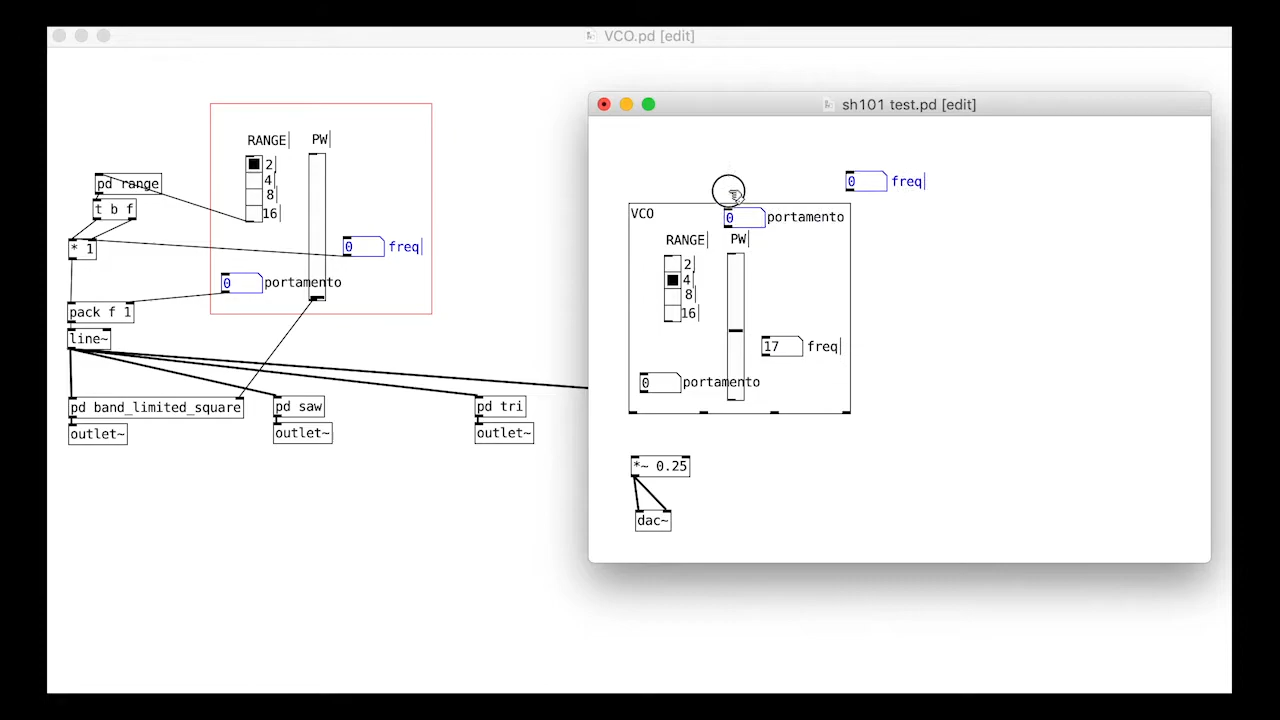 VCO.pd [edit]
RANGE
PW
2
4
8
16
pd range
t b f
* 1
0 freq
0 portamento
pack f 1
line~
pd band_limited_square
pd saw
pd tri
outlet~
outlet~
outlet~
sh101 test.pd [edit]
0 freq
VCO
0 portamento
RANGE
PW
2
4
8
16
17 freq
0 portamento
*~ 0.25
dac~